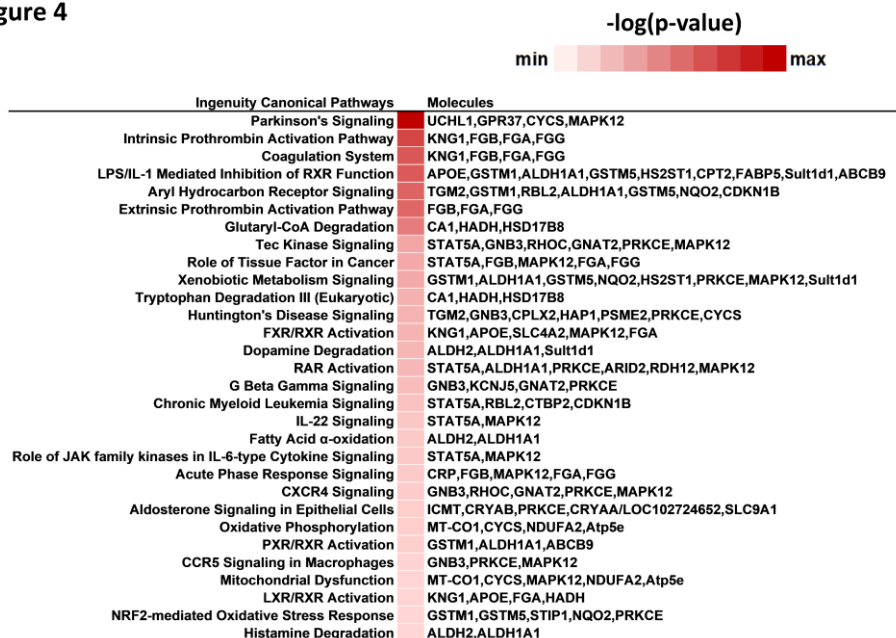 gure 4
-log(p-value)
min max
Ingenuity Canonical Pathways Molecules
Parkinson's Signaling UCHL1,GPR37,CYCS,MAPK12
Intrinsic Prothrombin Activation Pathway KNG1,FGB,FGA,FGG
Coagulation System KNG1,FGB,FGA,FGG
LPS/IL-1 Mediated Inhibition of RXR Function APOE,GSTM1,ALDH1A1,GSTM5,HS2ST1,CPT2,FABP5,Sult1d1,ABCB9
Aryl Hydrocarbon Receptor Signaling TGM2,GSTM1,RBL2,ALDH1A1,GSTM5,NQO2,CDKN1B
Extrinsic Prothrombin Activation Pathway FGB,FGA,FGG
Glutaryl-CoA Degradation CA1,HADH,HSD17B8
Tec Kinase Signaling STAT5A,GNB3,RHOC,GNAT2,PRKCE,MAPK12
Role of Tissue Factor in Cancer STAT5A,FGB,MAPK12,FGA,FGG
Xenobiotic Metabolism Signaling GSTM1,ALDH1A1,GSTM5,NQO2,HS2ST1,PRKCE,MAPK12,Sult1d1
Tryptophan Degradation III (Eukaryotic) CA1,HADH,HSD17B8
Huntington's Disease Signaling TGM2,GNB3,CPLX2,HAP1,PSME2,PRKCE,CYCS
FXR/RXR Activation KNG1,APOE,SLC4A2,MAPK12,FGA
Dopamine Degradation ALDH2,ALDH1A1,Sult1d1
RAR Activation STAT5A,ALDH1A1,PRKCE,ARID2,RDH12,MAPK12
G Beta Gamma Signaling GNB3,KCNJ5,GNAT2,PRKCE
Chronic Myeloid Leukemia Signaling STAT5A,RBL2,CTBP2,CDKN1B
IL-22 Signaling STAT5A,MAPK12
Fatty Acid α-oxidation ALDH2,ALDH1A1
Role of JAK family kinases in IL-6-type Cytokine Signaling STAT5A,MAPK12
Acute Phase Response Signaling CRP,FGB,MAPK12,FGA,FGG
CXCR4 Signaling GNB3,RHOC,GNAT2,PRKCE,MAPK12
Aldosterone Signaling in Epithelial Cells ICMT,CRYAB,PRKCE,CRYAA/LOC102724652,SLC9A1
Oxidative Phosphorylation MT-CO1,CYCS,NDUFA2,Atp5e
PXR/RXR Activation GSTM1,ALDH1A1,ABCB9
CCR5 Signaling in Macrophages GNB3,PRKCE,MAPK12
Mitochondrial Dysfunction MT-CO1,CYCS,MAPK12,NDUFA2,Atp5e
LXR/RXR Activation KNG1,APOE,FGA,HADH
NRF2-mediated Oxidative Stress Response GSTM1,GSTM5,STIP1,NQO2,PRKCE
Histamine Degradation ALDH2,ALDH1A1